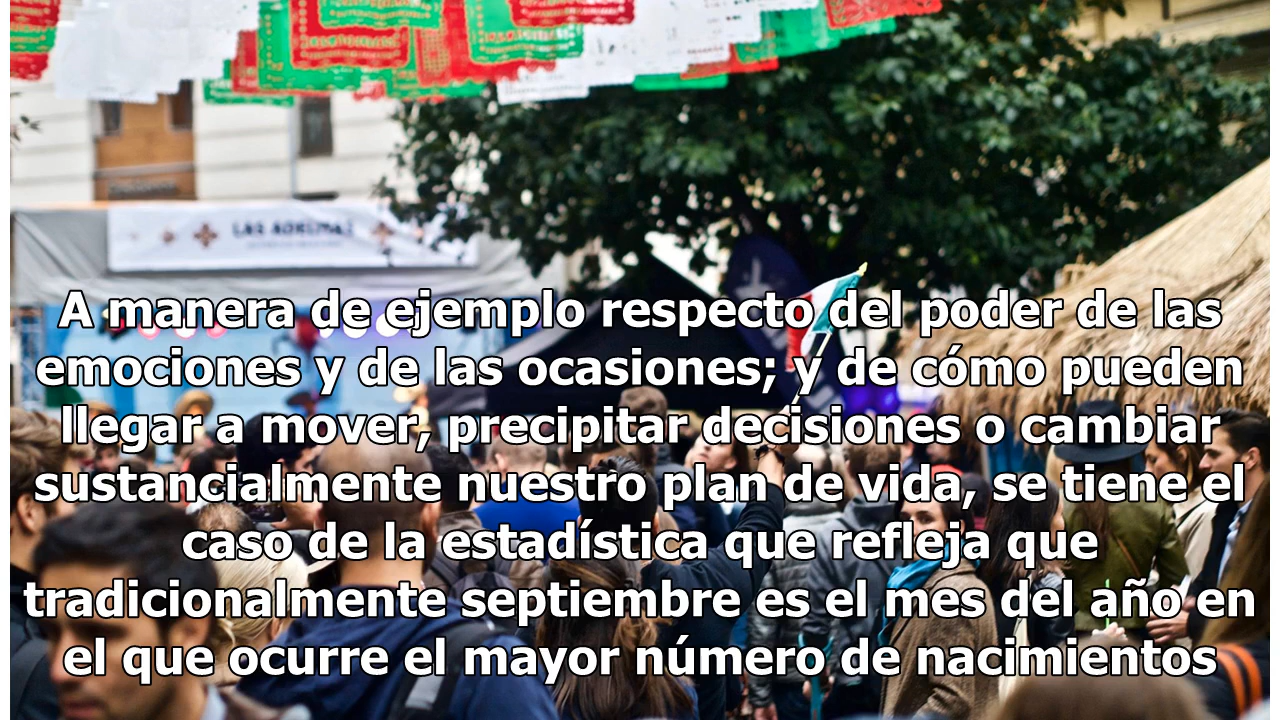 LAS ADELITAS
A manera de ejemplo respecto del poder de las
emociones y de las ocasiones; y de cómo pueden
llegar a mover, precipitar decisiones o cambiar
sustancialmente nuestro plan de vida, se tiene el
caso de la estadística que refleja que
tradicionalmente septiembre es el mes del año en
el que ocurre el mayor número de nacimientos